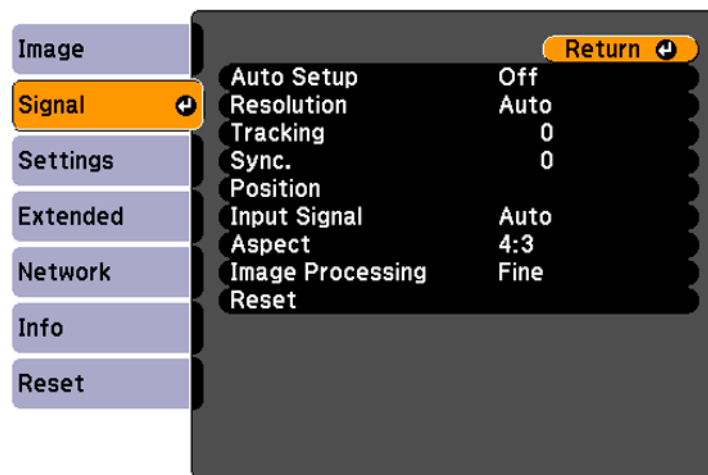 Image
Signal
Settings
Extended
Network
Info
Reset
Return
Auto Setup Off
Resolution Auto
Tracking 0
Sync. 0
Position
Input Signal Auto
Aspect 4:3
Image Processing Fine
Reset